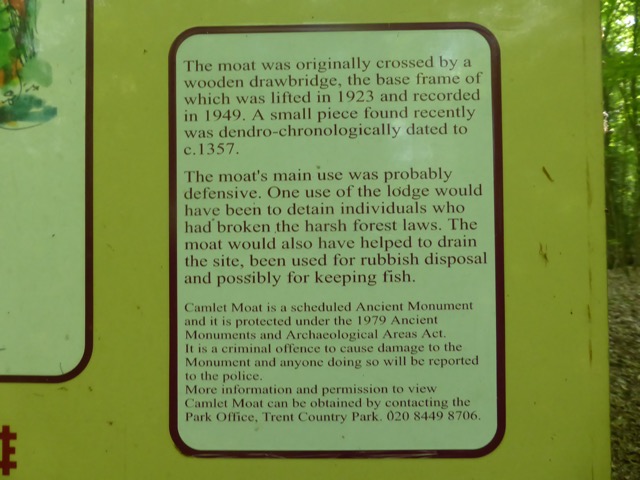 The moat was originally crossed by a
wooden drawbridge, the base frame of
which was lifted in 1923 and recorded
in 1949. A small piece found recently
was dendro-chronologically dated to
c.1357.
The moat's main use was probably
defensive. One use of the lodge would
have been to detain individuals who
had broken the harsh forest laws. The
moat would also have helped to drain
the site, been used for rubbish disposal
and possibly for keeping fish.
Camlet Moat is a scheduled Ancient Monument
and it is protected under the 1979 Ancient
Monuments and Archaeological Areas Act.
It is a criminal offence to cause damage to the
Monument and anyone doing so will be reported
to the police.
More information and permission to view
Camlet Moat can be obtained by contacting the
Park Office, Trent Country Park. 020 8449 8706.